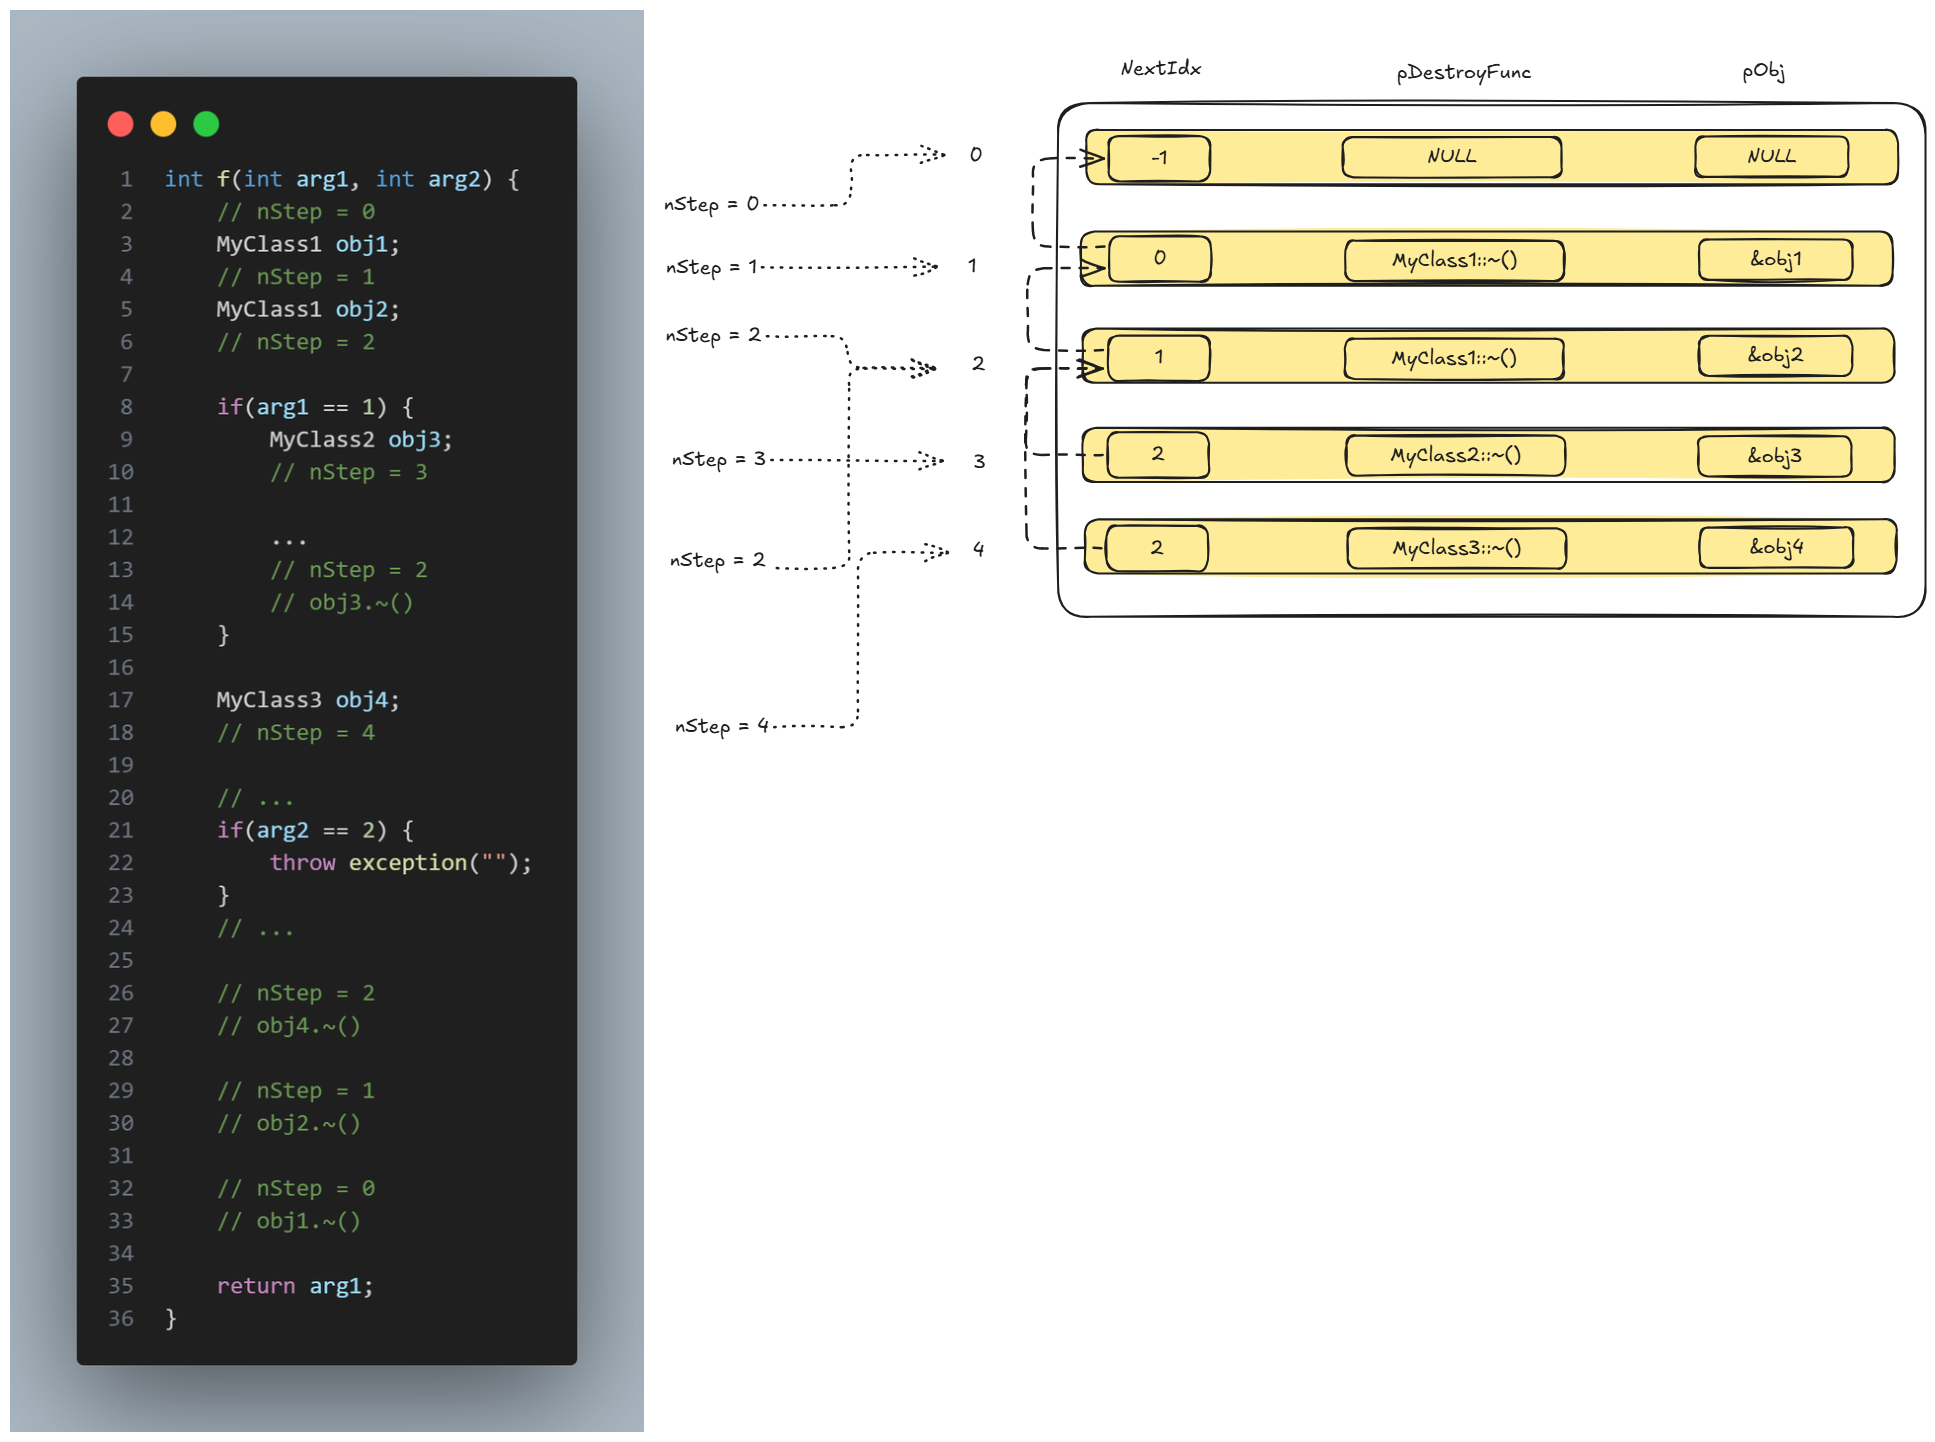 1 int f(int arg1, int arg2) {
2 // nStep = 0
3 MyClass1 obj1;
4 // nStep = 1
5 MyClass1 obj2;
6 // nStep = 2
7
8 if(arg1 == 1) {
9 MyClass2 obj3;
10 // nStep = 3
11
12 ...
13 // nStep = 2
14 // obj3.~()
15 }
16
17 MyClass3 obj4;
18 // nStep = 4
19
20 // ...
21 if(arg2 == 2) {
22 throw exception("");
23 }
24 // ...
25
26 // nStep = 2
27 // obj4.~()
28
29 // nStep = 1
30 // obj2.~()
31
32 // nStep = 0
33 // obj1.~()
34
35 return arg1;
36 }
nStep = 0
nStep = 1
nStep = 2
nStep = 3
nStep = 2
nStep = 4
NextIdx pDestroyFunc pObj
0 -1 NULL NULL
1 0 MyClass1::~() &obj1
2 1 MyClass1::~() &obj2
3 2 MyClass2::~() &obj3
4 2 MyClass3::~() &obj4